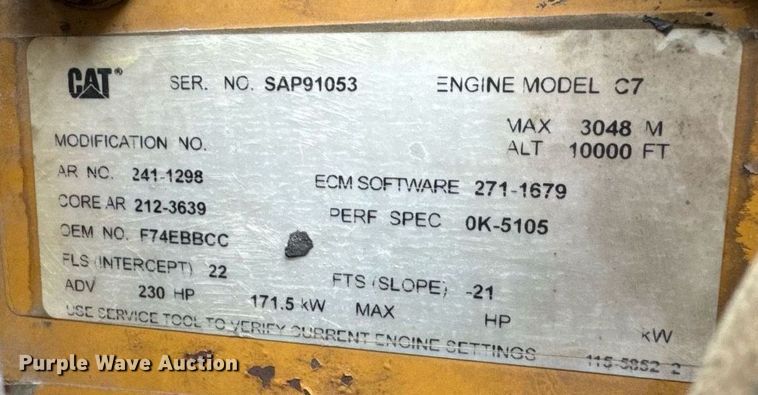 CAT® SER. NO. SAP91053 ENGINE MODEL C7
MAX 3048 M
ALT 10000 FT
MODIFICATION NO.
AR NO. 241-1298 ECM SOFTWARE 271-1679
CORE AR 212-3639 PERF SPEC 0K-5105
OEM NO. F74EBBCC
FLS (INTERCEPT) 22 FTS (SLOPE) -21
ADV 230 HP 171.5 kW MAX HP kW
USE SERVICE TOOL TO VERIFY CURRENT ENGINE SETTINGS 115-5852 2
Purple Wave Auction